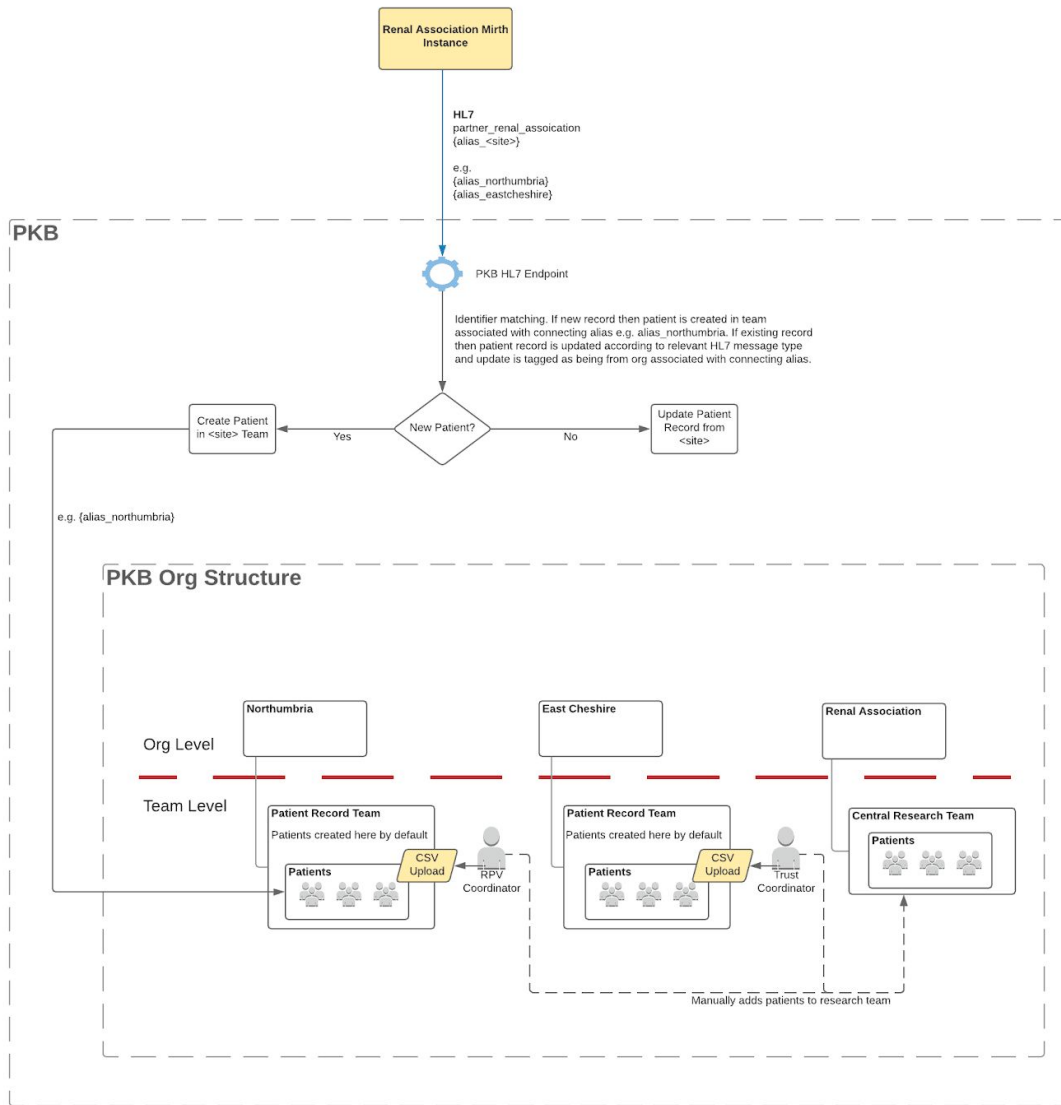 Renal Association Mirth
Instance
HL7
partner_renal_assoication
{alias_<site>}
e.g.
{alias_northumbria}
{alias_eastcheshire}
PKB
PKB HL7 Endpoint
Identifier matching. If new record then patient is created in team
associated with connecting alias e.g. alias_northumbria. If existing record
then patient record is updated according to relevant HL7 message type
and update is tagged as being from org associated with connecting alias.
Create Patient
in <site> Team
Yes
New Patient?
No
Update Patient
Record from
<site>
e.g. {alias_northumbria}
PKB Org Structure
Northumbria
East Cheshire
Renal Association
Org Level
Team Level
Patient Record Team
Patients created here by default
Patients
CSV
Upload
RPV
Coordinator
Patient Record Team
Patients created here by default
Patients
CSV
Upload
Trust
Coordinator
Central Research Team
Patients
Manually adds patients to research team